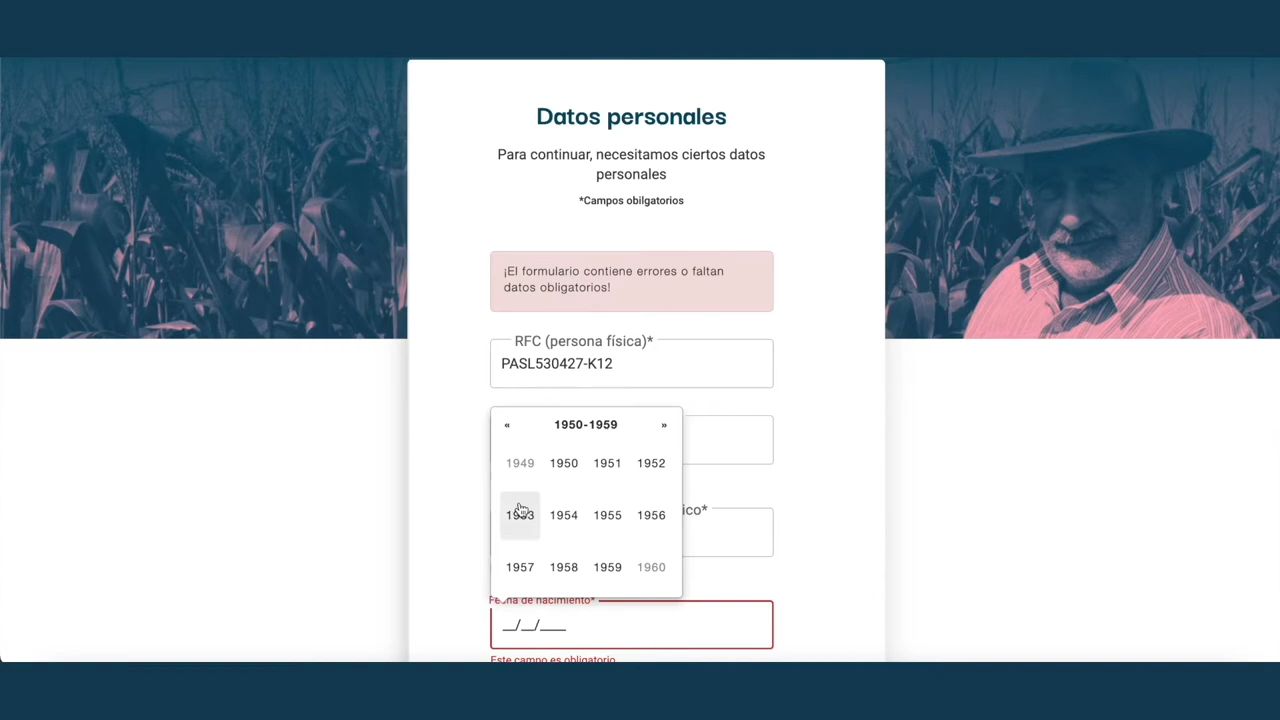 Datos personales
Para continuar, necesitamos ciertos datos
personales
*Campos obilgatorios
¡El formulario contiene errores o faltan
datos obligatorios!
RFC (persona física)*
PASL530427-K12
« 1950-1959 »
1949 1950 1951 1952
1953 1954 1955 1956
1957 1958 1959 1960
ico*
Fecha de nacimiento*
__/__/____
Este campo es obligatorio